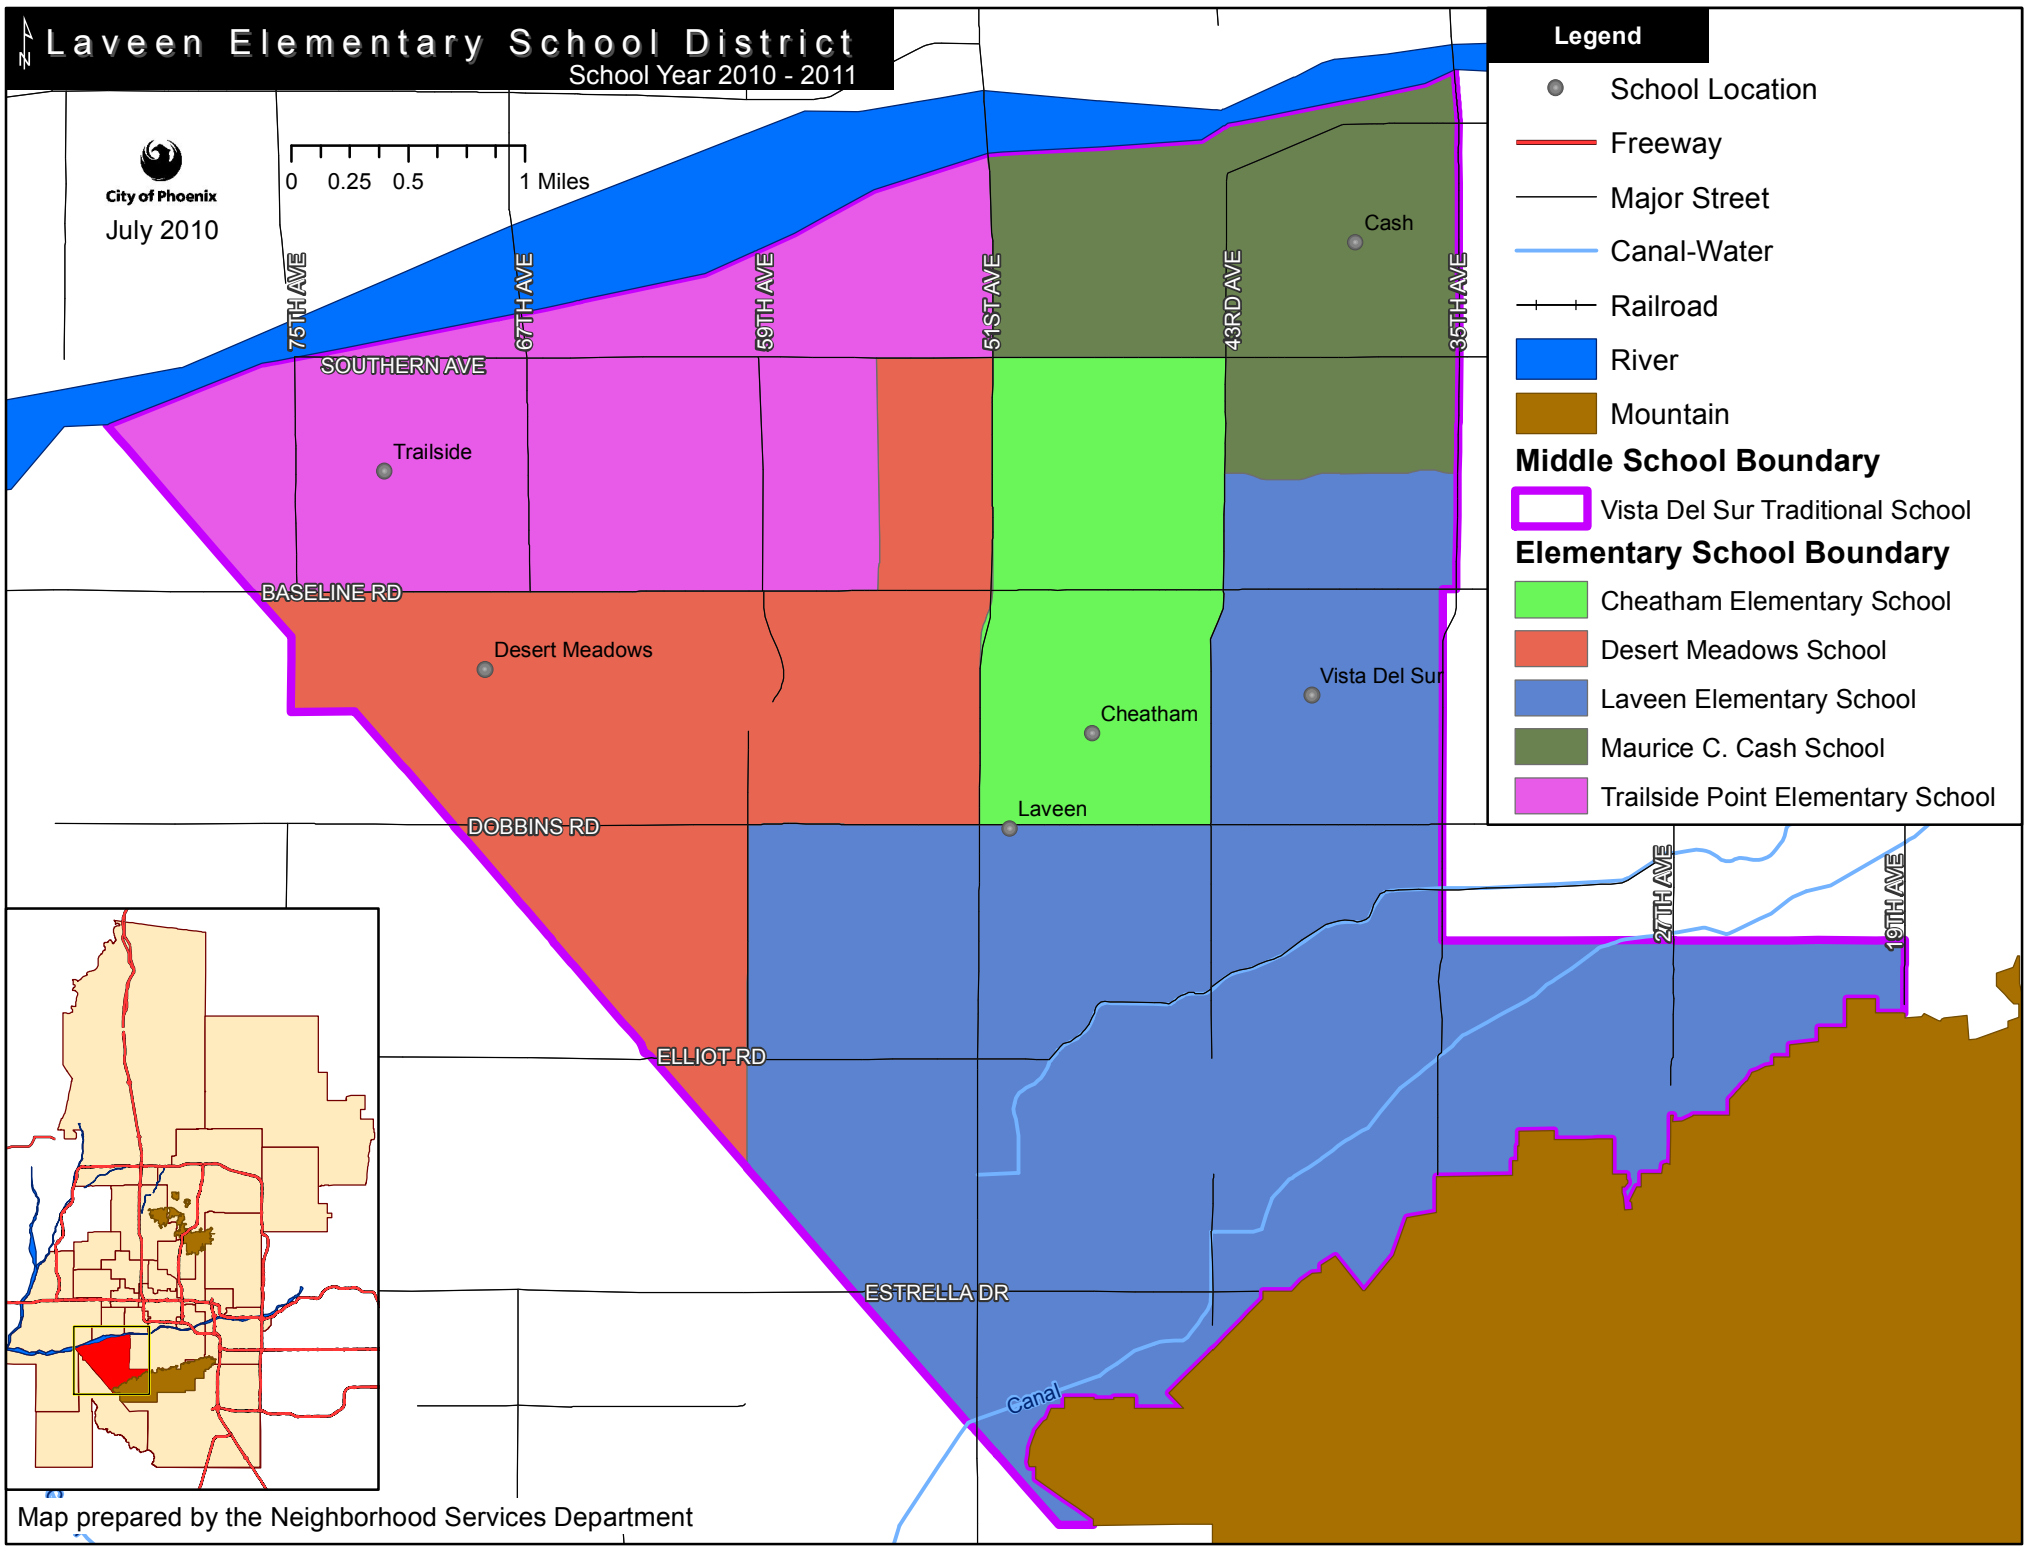 N
Laveen Elementary School District
School Year 2010 - 2011
City of Phoenix
July 2010
0 0.25 0.5 1 Miles
75TH AVE
67TH AVE
59TH AVE
51ST AVE
43RD AVE
35TH AVE
Cash
SOUTHERN AVE
Trailside
BASELINE RD
Desert Meadows
Vista Del Sur
Cheatham
Laveen
DOBBINS RD
27TH AVE
19TH AVE
ELLIOT RD
ESTRELLA DR
Canal
Legend
School Location
Freeway
Major Street
Canal-Water
Railroad
River
Mountain
Middle School Boundary
Vista Del Sur Traditional School
Elementary School Boundary
Cheatham Elementary School
Desert Meadows School
Laveen Elementary School
Maurice C. Cash School
Trailside Point Elementary School
Map prepared by the Neighborhood Services Department